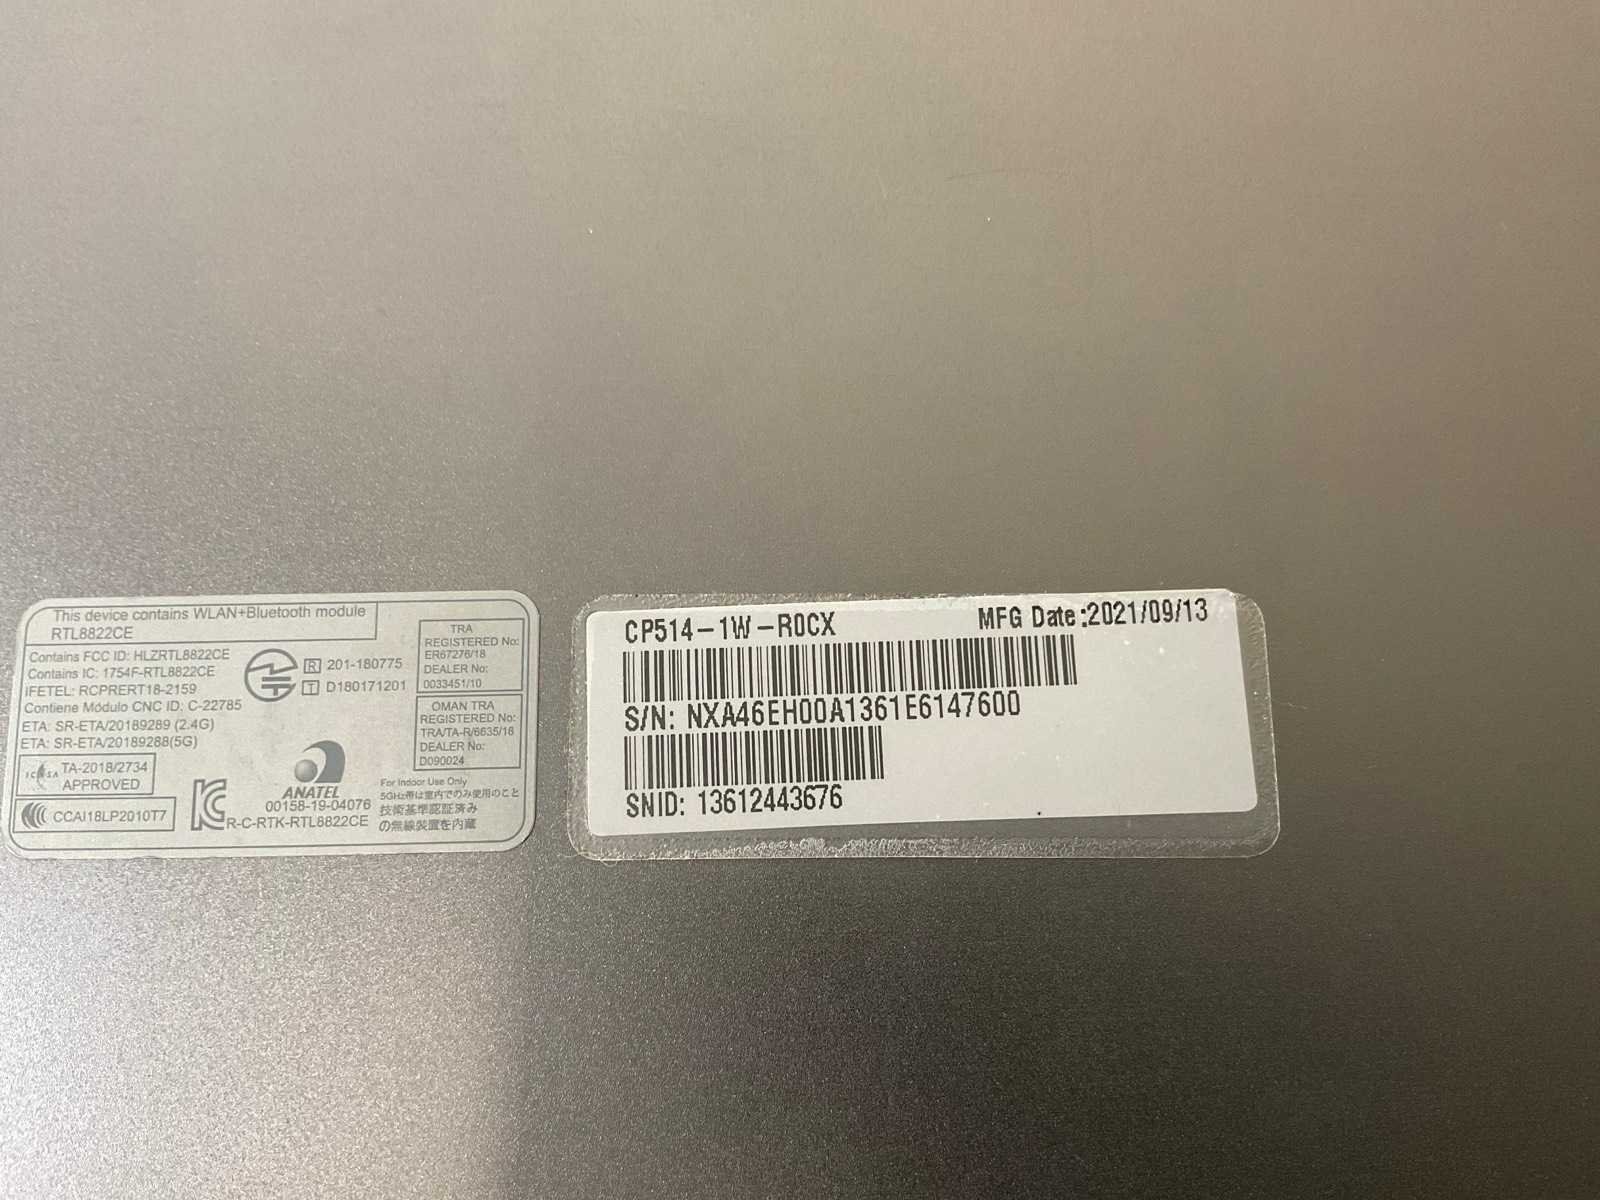 This device contains WLAN+Bluetooth module
RTL8822CE
Contains FCC ID: HLZRTL8822CE
Contains IC: 1754F-RTL8822CE
IFETEL: RCPRERT18-2159
Contiene Módulo CNC ID: C-22785
ETA: SR-ETA/20189289 (2.4G)
ETA: SR-ETA/20189288(5G)
ICASA TA-2018/2734
APPROVED
CCAI18LP2010T7
R 201-180775
T D180171201
ANATEL
00158-19-04076
R-C-RTK-RTL8822CE
TRA
REGISTERED No:
ER67276/18
DEALER No:
0033451/10
OMAN TRA
REGISTERED No:
TRA/TA-R/6635/18
DEALER No:
D090024
For Indoor Use Only
5GHz帯は室内でのみ使用のこと
技術基準認証済み
の無線装置を内蔵
CP514-1W-R0CX MFG Date:2021/09/13
S/N: NXA46EH00A1361E6147600
SNID: 13612443676